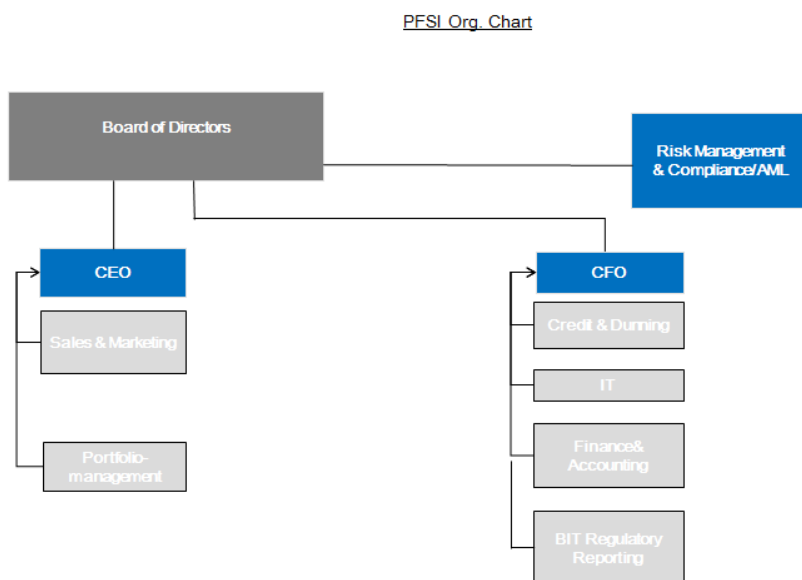 PFSI Org. Chart
Board of Directors
Risk Management
& Compliance/AML
CEO
CFO
Sales & Marketing
Credit & Dunning
IT
Portfolio-
management
Finance&
Accounting
BIT Regulatory
Reporting